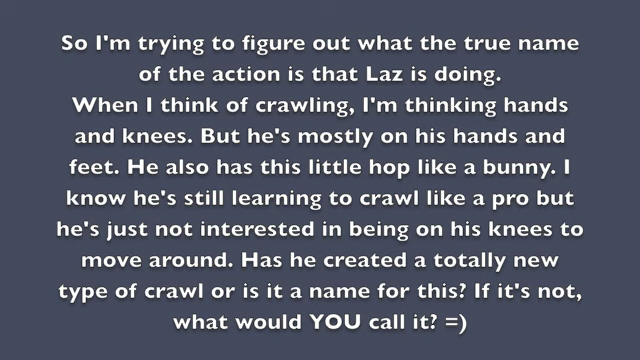 So I'm trying to figure out what the true name
of the action is that Laz is doing.
When I think of crawling, I'm thinking hands
and knees. But he's mostly on his hands and
feet. He also has this little hop like a bunny. I
know he's still learning to crawl like a pro but
he's just not interested in being on his knees to
move around. Has he created a totally new
type of crawl or is it a name for this? If it's not,
what would YOU call it? =)